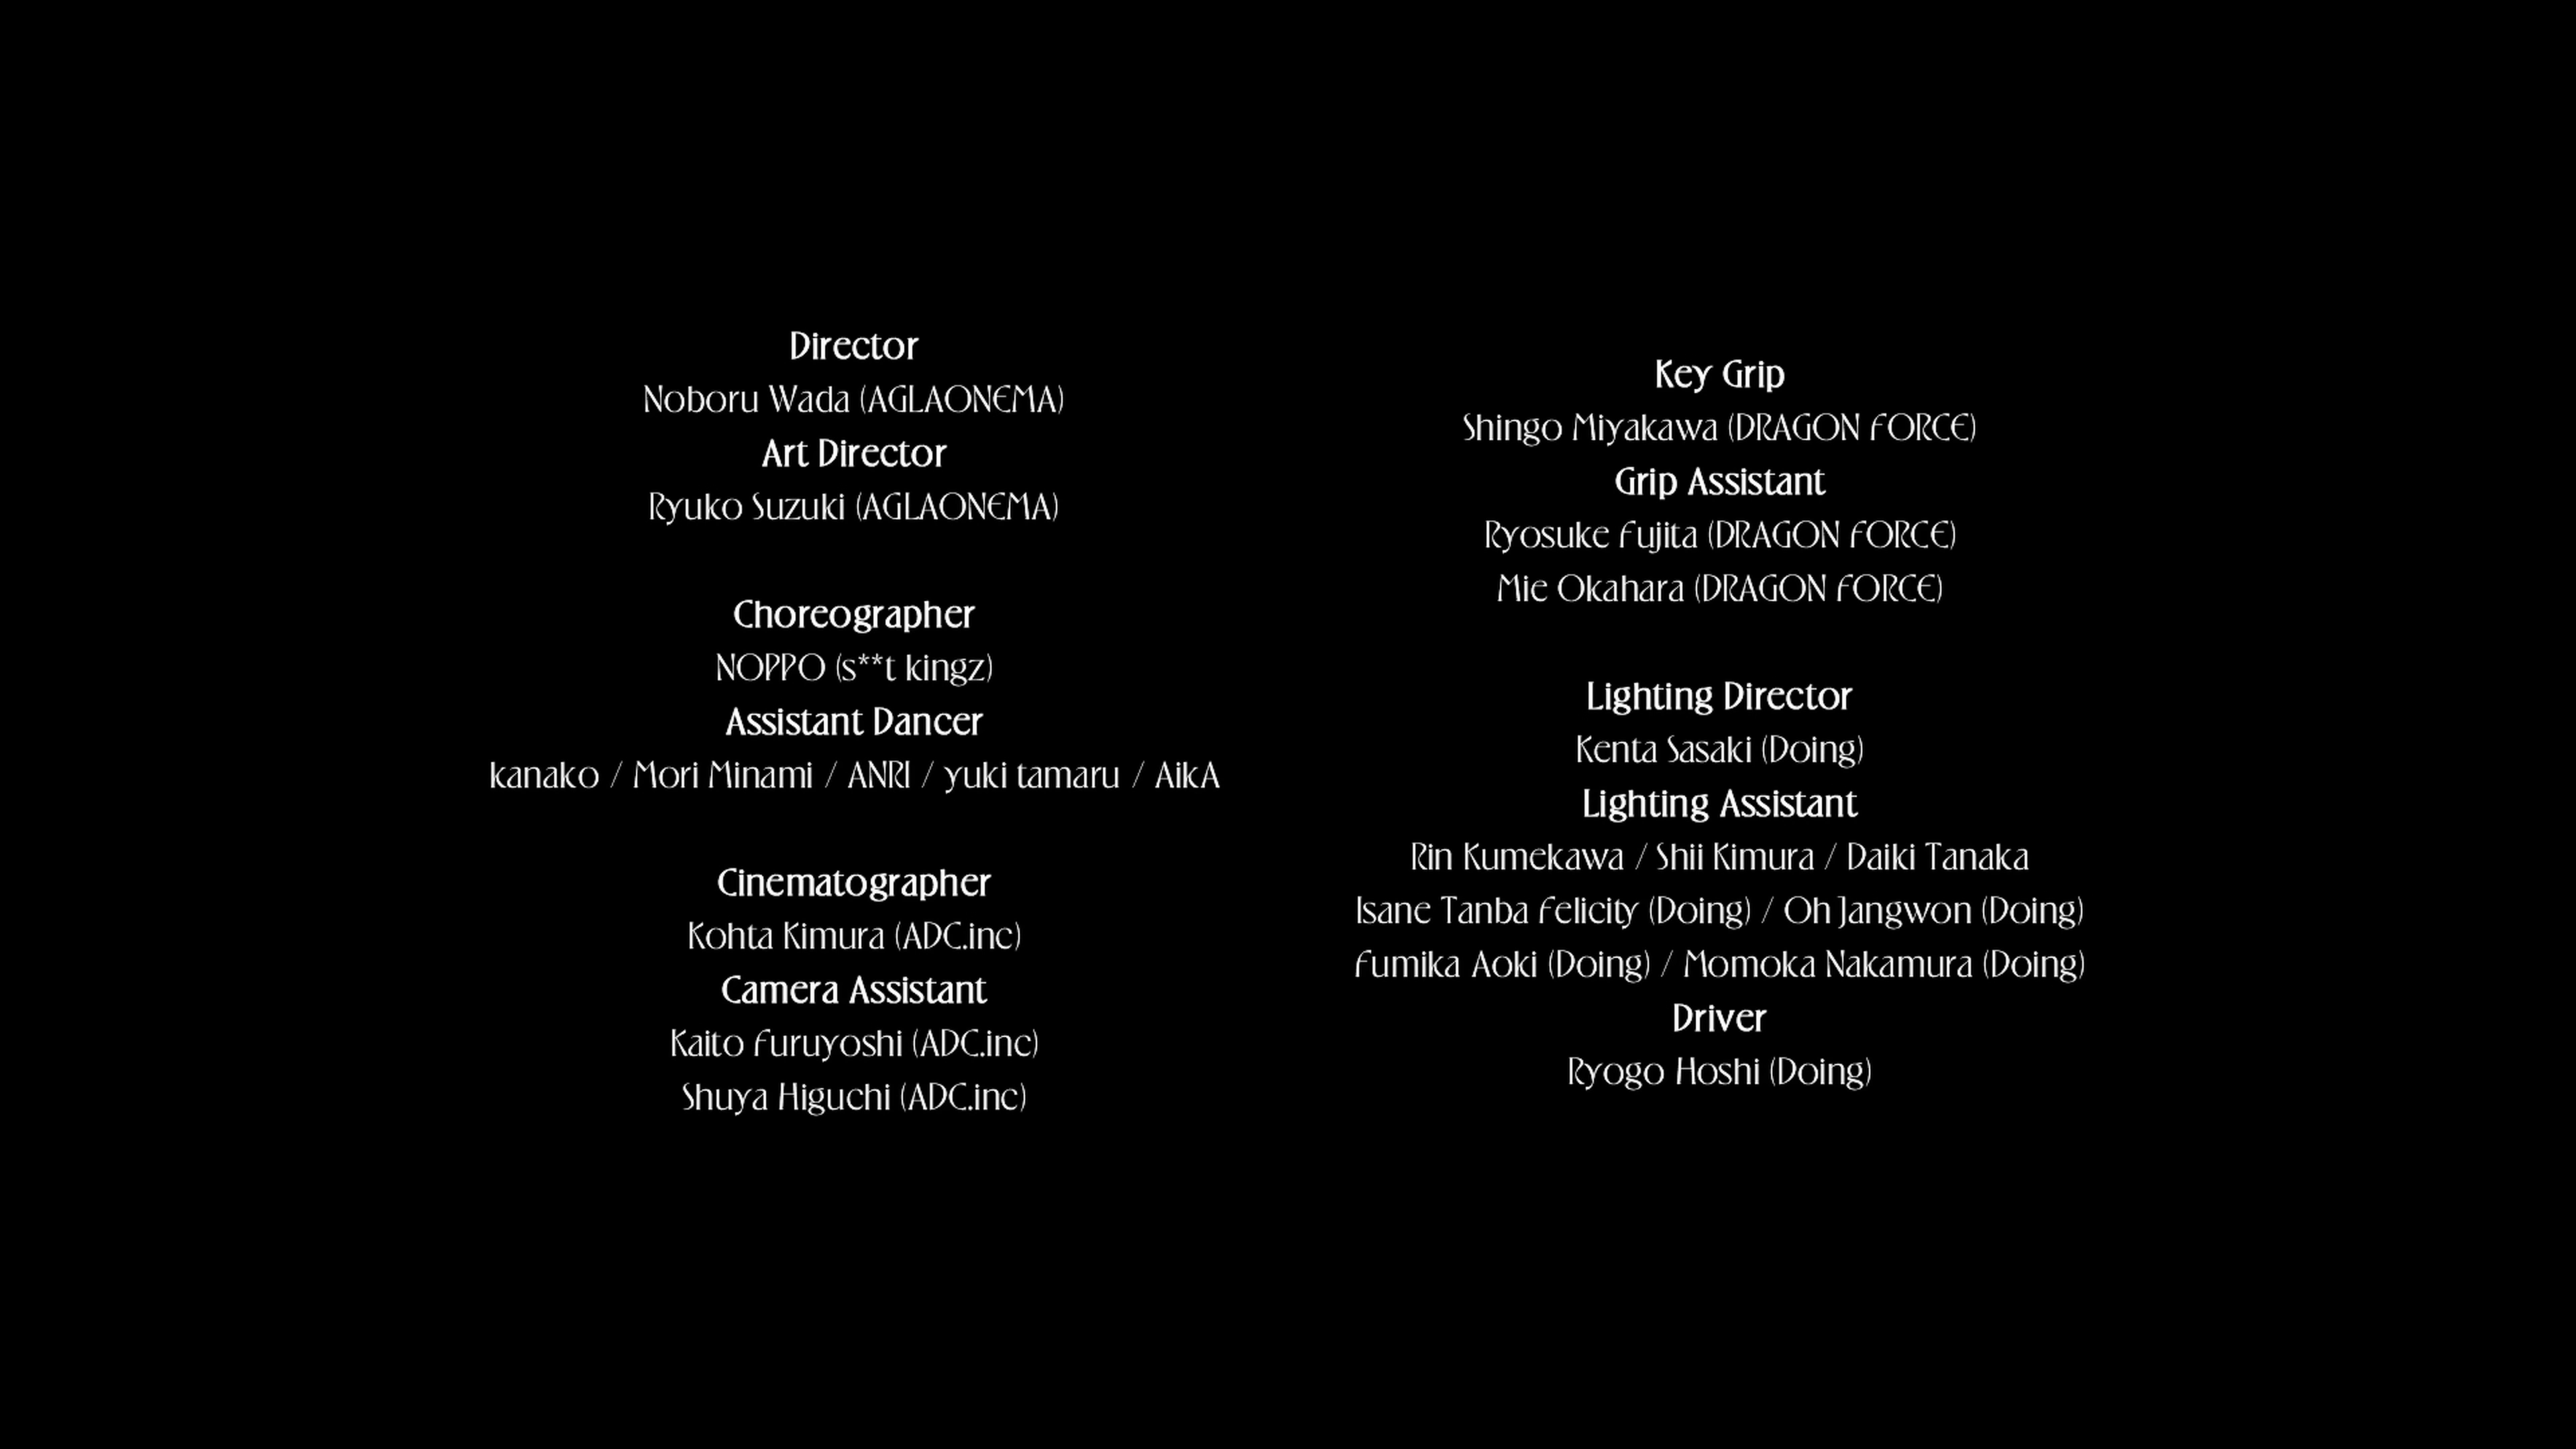 Director
Noboru Wada (AGLAONEMA)
Art Director
Ryuko Suzuki (AGLAONEMA)
Choreographer
NOPPO (s**t kingz)
Assistant Dancer
kanako / Mori Minami / ANRI / yuki tamaru / AikA
Cinematographer
Kohta Kimura (ADC.inc)
Camera Assistant
Kaito Furuyoshi (ADC.inc)
Shuya Higuchi (ADC.inc)
Key Grip
Shingo Miyakawa (DRAGON FORCE)
Grip Assistant
Ryosuke Fujita (DRAGON FORCE)
Mie Okahara (DRAGON FORCE)
Lighting Director
Kenta Sasaki (Doing)
Lighting Assistant
Rin Kumekawa / Shii Kimura / Daiki Tanaka
Isane Tanba Felicity (Doing) / Oh Jangwon (Doing)
Fumika Aoki (Doing) / Momoka Nakamura (Doing)
Driver
Ryogo Hoshi (Doing)